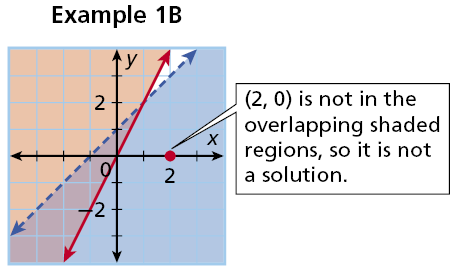 Example 1B
y
2
x
0
2
−2
(2, 0) is not in the
overlapping shaded
regions, so it is not
a solution.